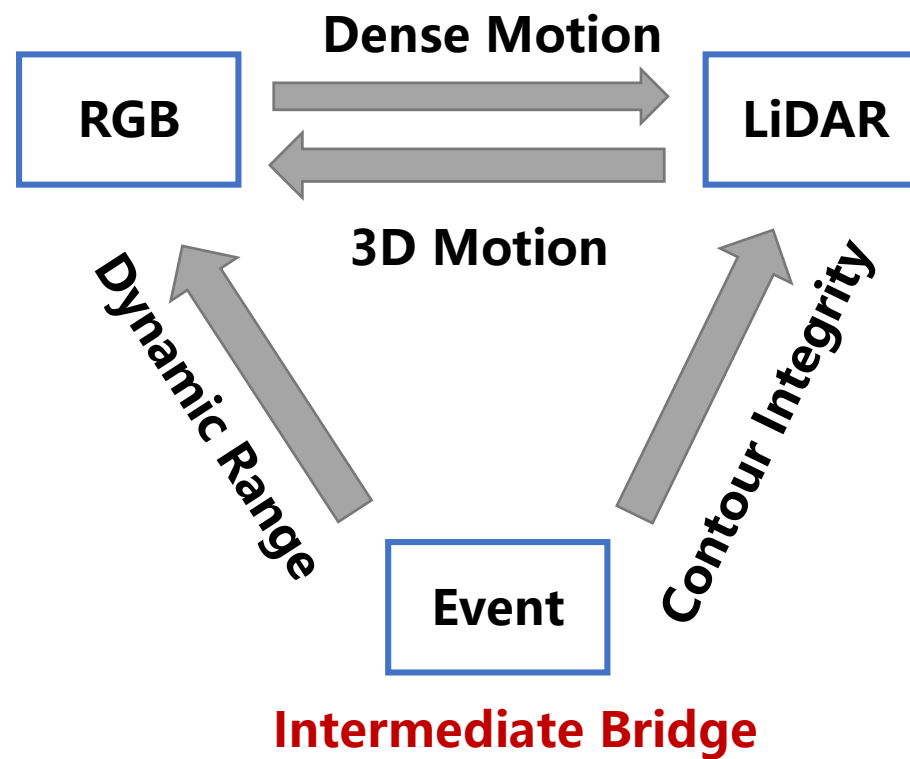 Dense Motion
RGB
LiDAR
3D Motion
Dynamic Range
Contour Integrity
Event
Intermediate Bridge